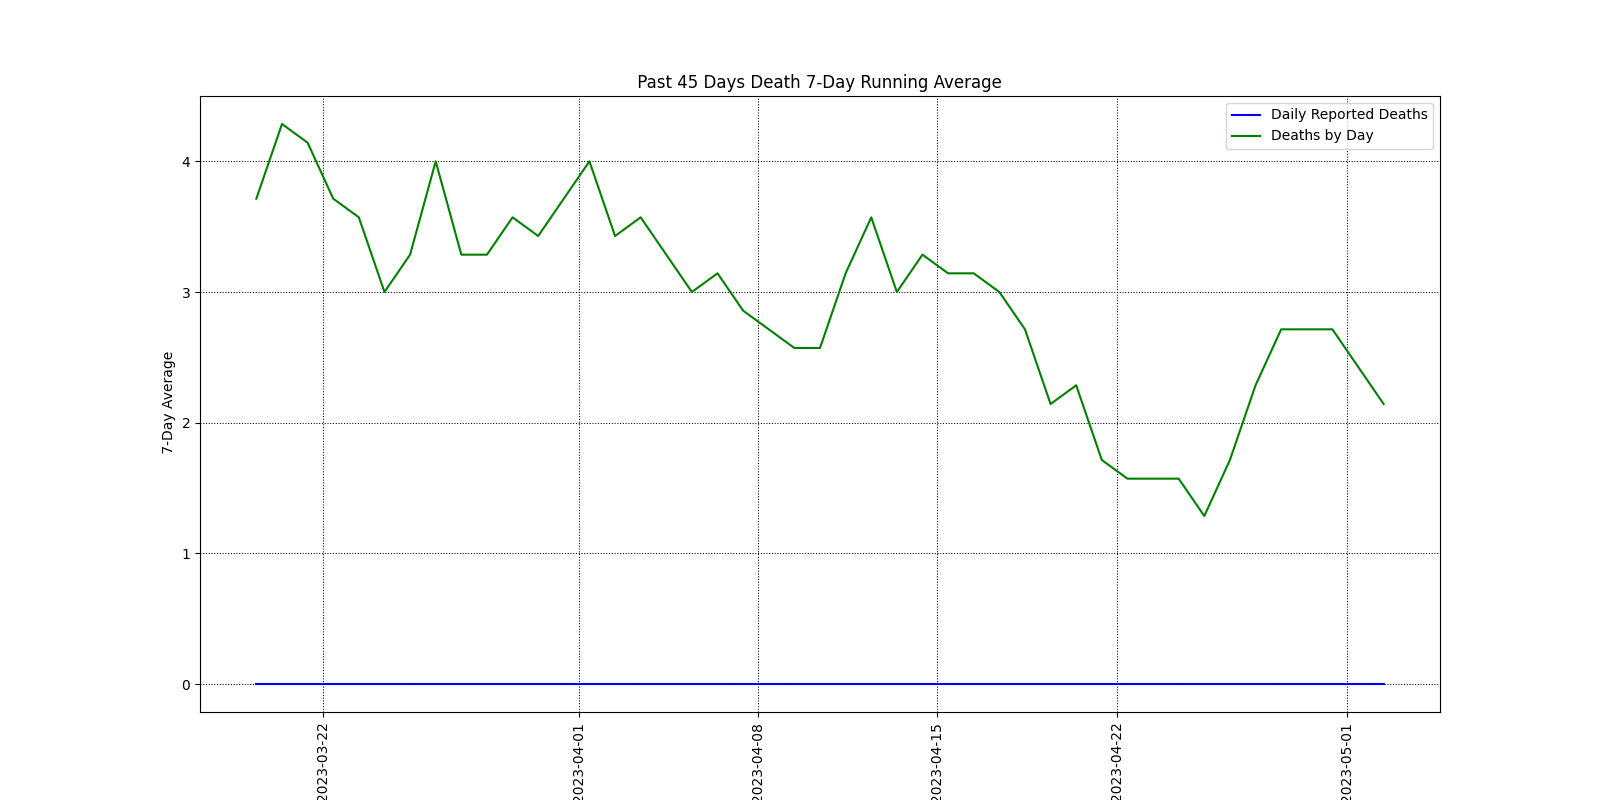 Past 45 Days Death 7-Day Running Average
Daily Reported Deaths
Deaths by Day
7-Day Average
4
3
2
1
0
2023-03-22
2023-04-01
2023-04-08
2023-04-15
2023-04-22
2023-05-01